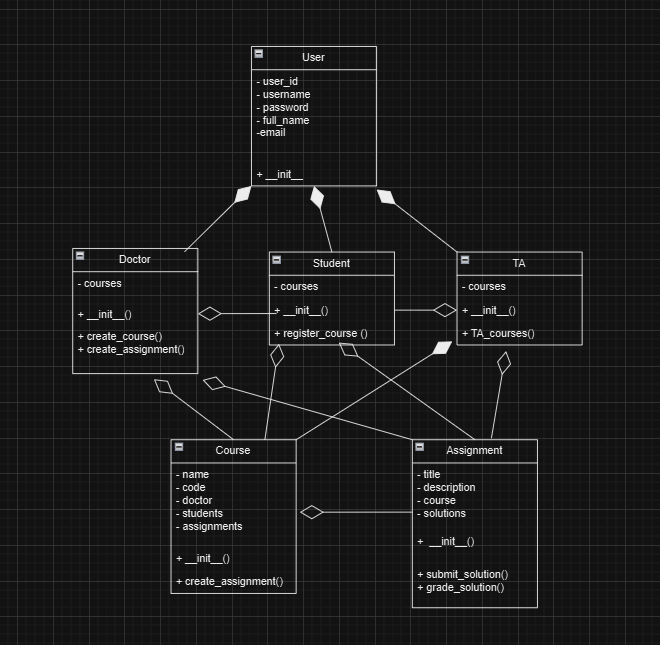 User
- user_id
- username
- password
- full_name
-email
+ __init__
Doctor
- courses
+ __init__()
+ create_course()
+ create_assignment()
Student
- courses
+ __init__()
+ register_course ()
TA
- courses
+ __init__()
+ TA_courses()
Course
- name
- code
- doctor
- students
- assignments
+ __init__()
+ create_assignment()
Assignment
- title
- description
- course
- solutions
+ __init__()
+ submit_solution()
+ grade_solution()